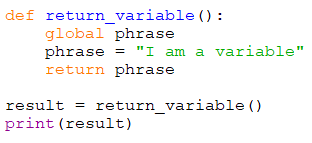 def return_variable():
    global phrase
    phrase = "I am a variable"
    return phrase

result = return_variable()
print(result)